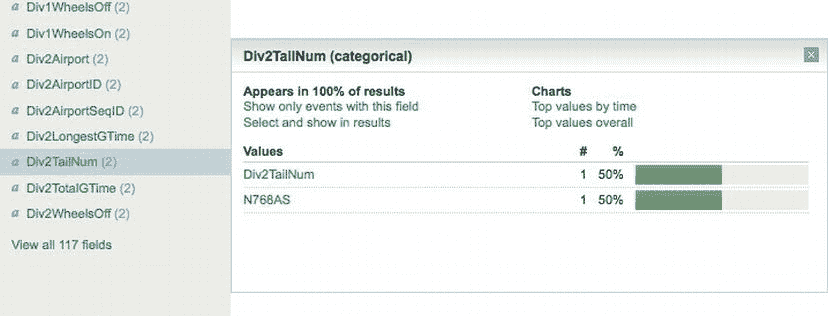 a Div1WheelsOff (2)
a Div1WheelsOn (2)
a Div2Airport (2)
a Div2AirportID (2)
a Div2AirportSeqID (2)
a Div2LongestGTime (2)
a Div2TailNum (2)
a Div2TotalGTime (2)
a Div2WheelsOff (2)
View all 117 fields
Div2TailNum (categorical)
Appears in 100% of results
Show only events with this field
Select and show in results
Charts
Top values by time
Top values overall
Values # %
Div2TailNum 1 50%
N768AS 1 50%